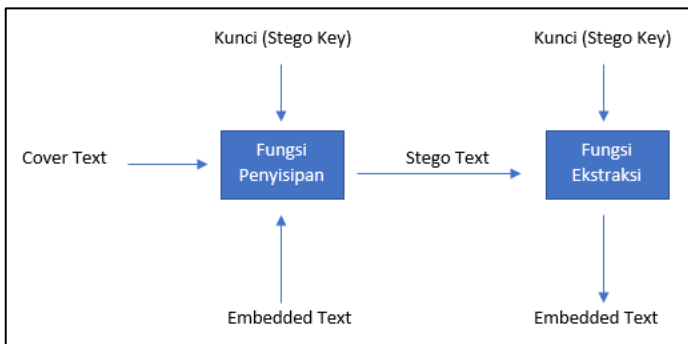 Kunci (Stego Key)
Kunci (Stego Key)
Cover Text
Fungsi
Penyisipan
Stego Text
Fungsi
Ekstraksi
Embedded Text
Embedded Text